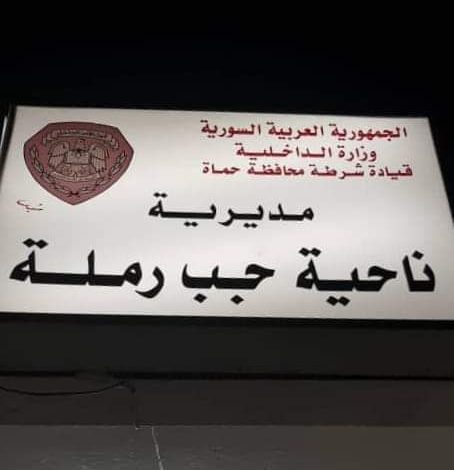 الجمهورية العربية السورية
وزارة الداخلية
قيادة شرطة محافظة حماة
مديرية
ناحية جب رملة